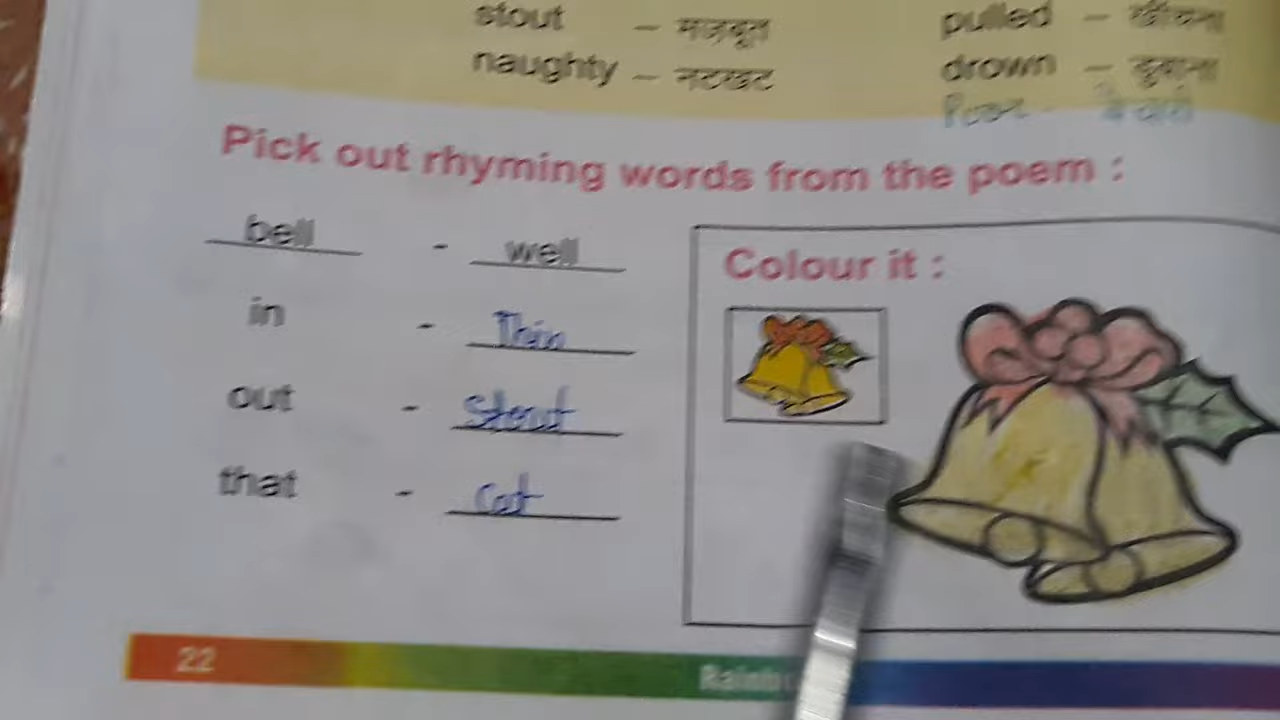 stout – मजबूत pulled – खींचना
naughty – नटखट drown – डुबाना
Pick out rhyming words from the poem :
bell - well
Colour it :
in - Thin
out - Stout
that - Cat
22